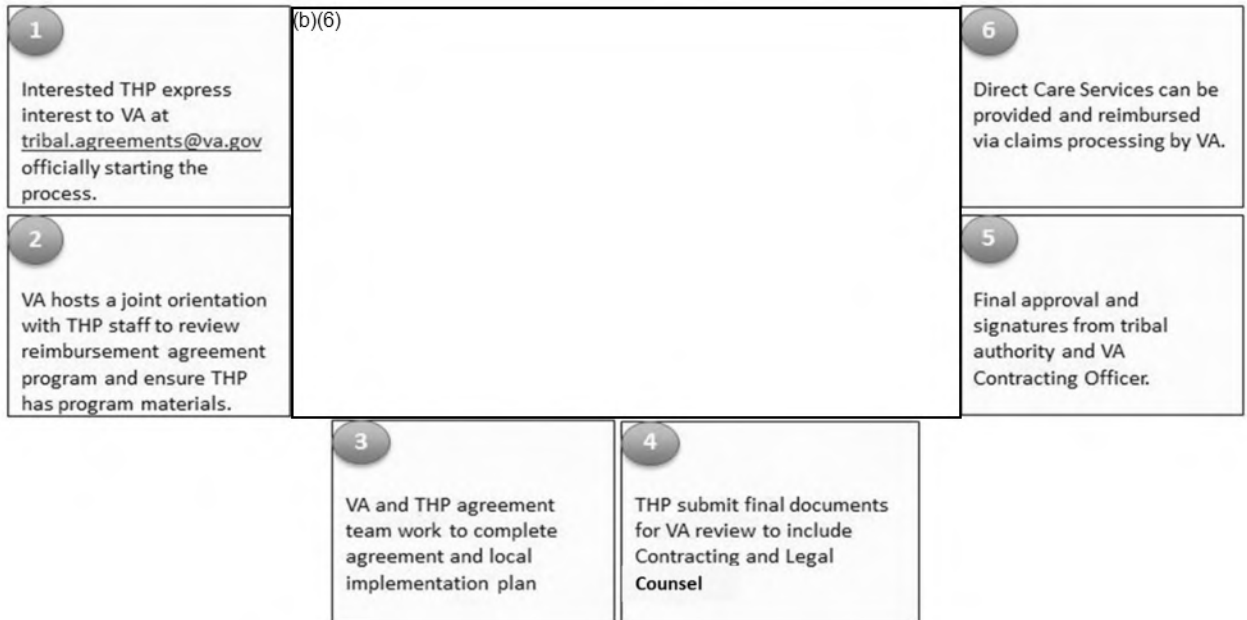 1
Interested THP express
interest to VA at
tribal.agreements@va.gov
officially starting the
process.
2
VA hosts a joint orientation
with THP staff to review
reimbursement agreement
program and ensure THP
has program materials.
(b)(6)
3
VA and THP agreement
team work to complete
agreement and local
implementation plan
4
THP submit final documents
for VA review to include
Contracting and Legal
Counsel
5
Final approval and
signatures from tribal
authority and VA
Contracting Officer.
6
Direct Care Services can be
provided and reimbursed
via claims processing by VA.